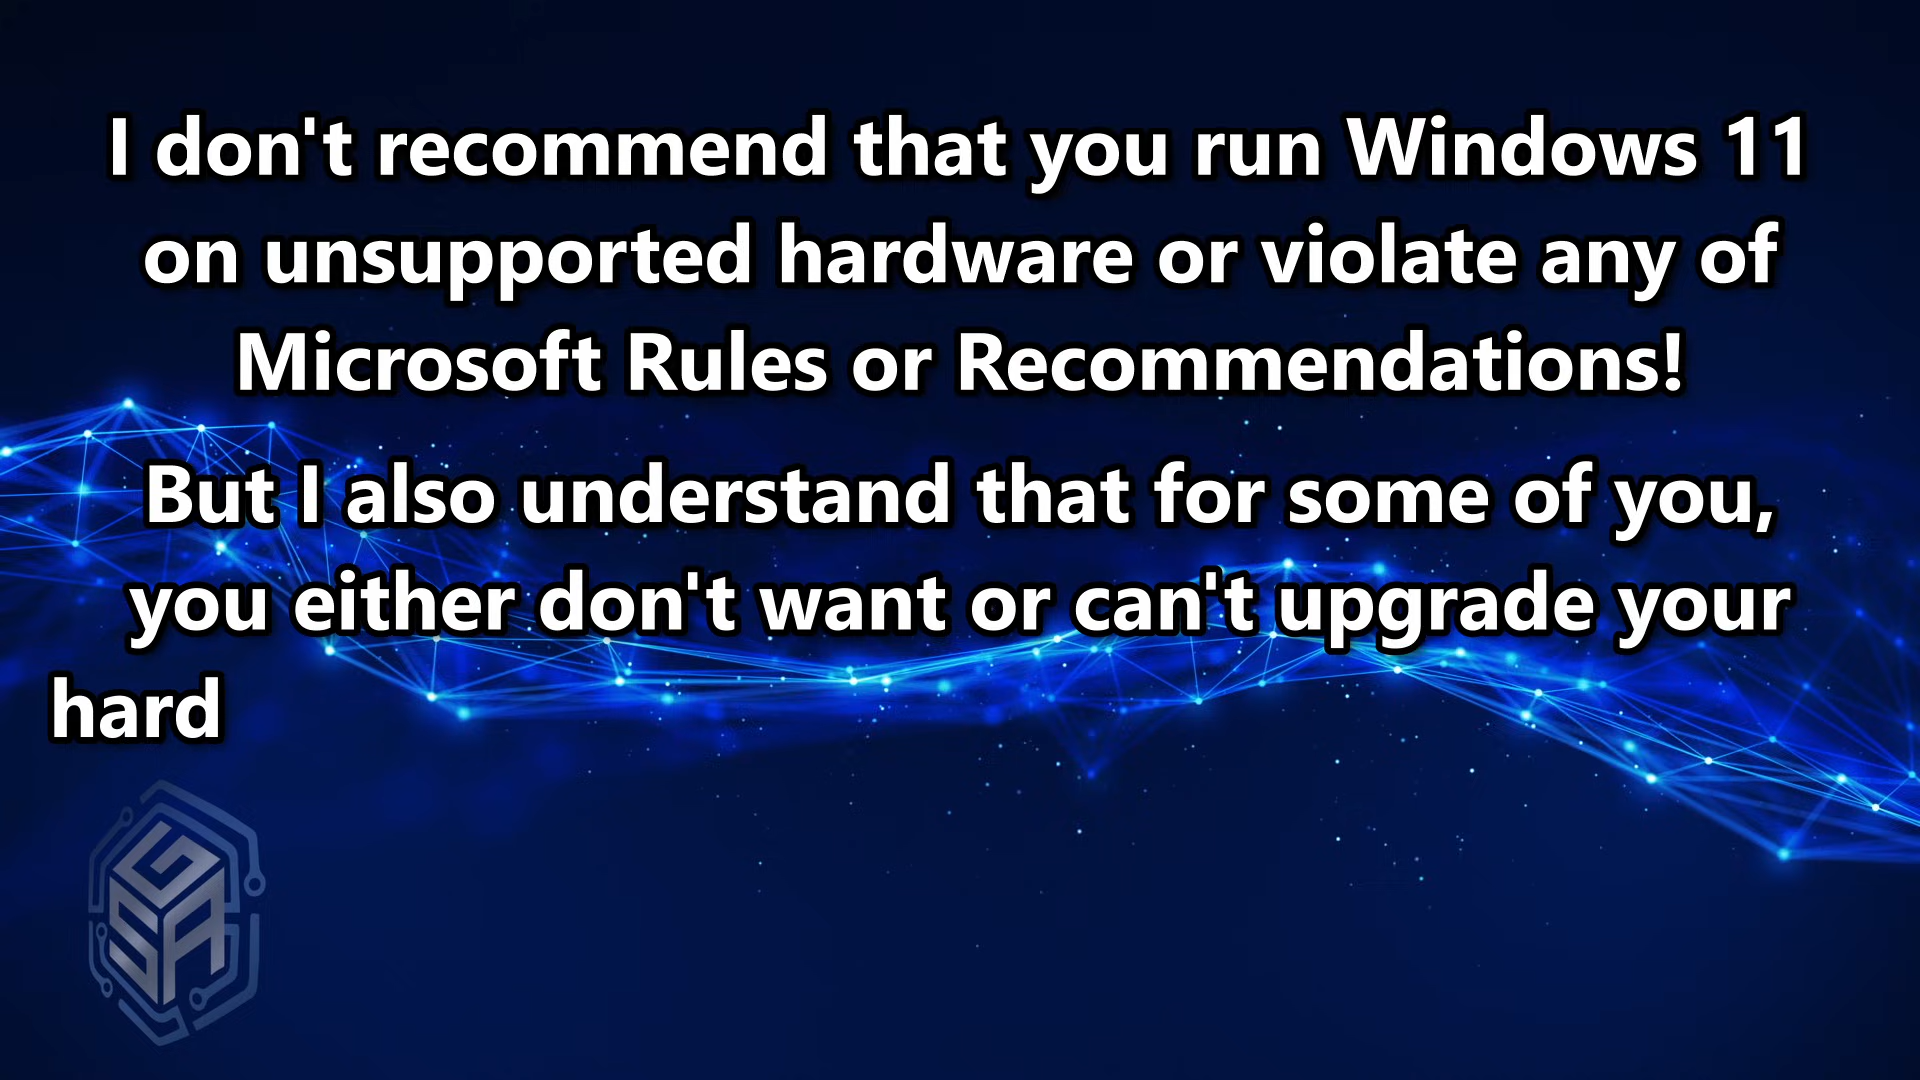 I don't recommend that you run Windows 11
on unsupported hardware or violate any of
Microsoft Rules or Recommendations!
But I also understand that for some of you,
you either don't want or can't upgrade your
hard
GSA